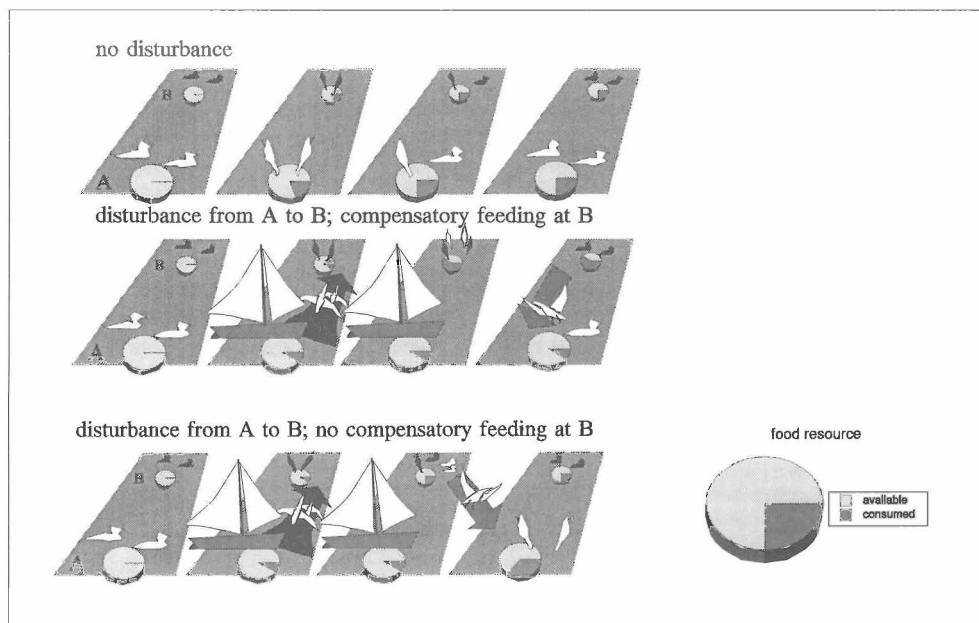 no disturbance
B
A
disturbance from A to B; compensatory feeding at B
B
A
disturbance from A to B; no compensatory feeding at B
B
A
food resource
available
consumed